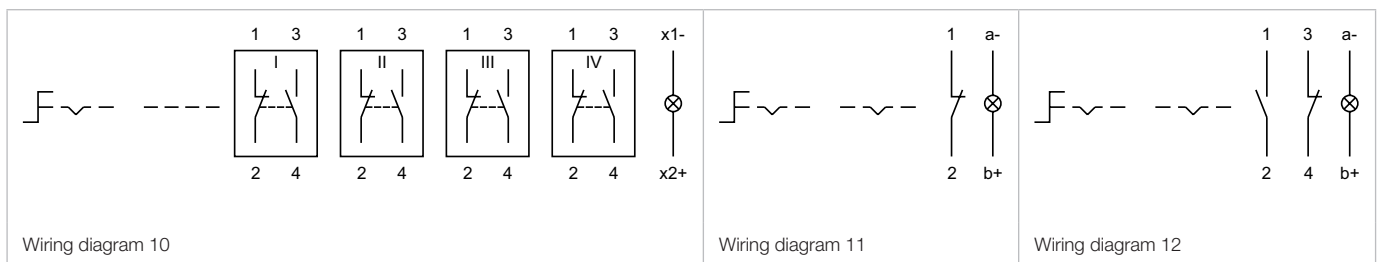 1 3 1 3 1 3 1 3 x1- 1 a- 1 3 a-
I II III IV
2 4 2 4 2 4 2 4 x2+ 2 b+ 2 4 b+
Wiring diagram 10 Wiring diagram 11 Wiring diagram 12